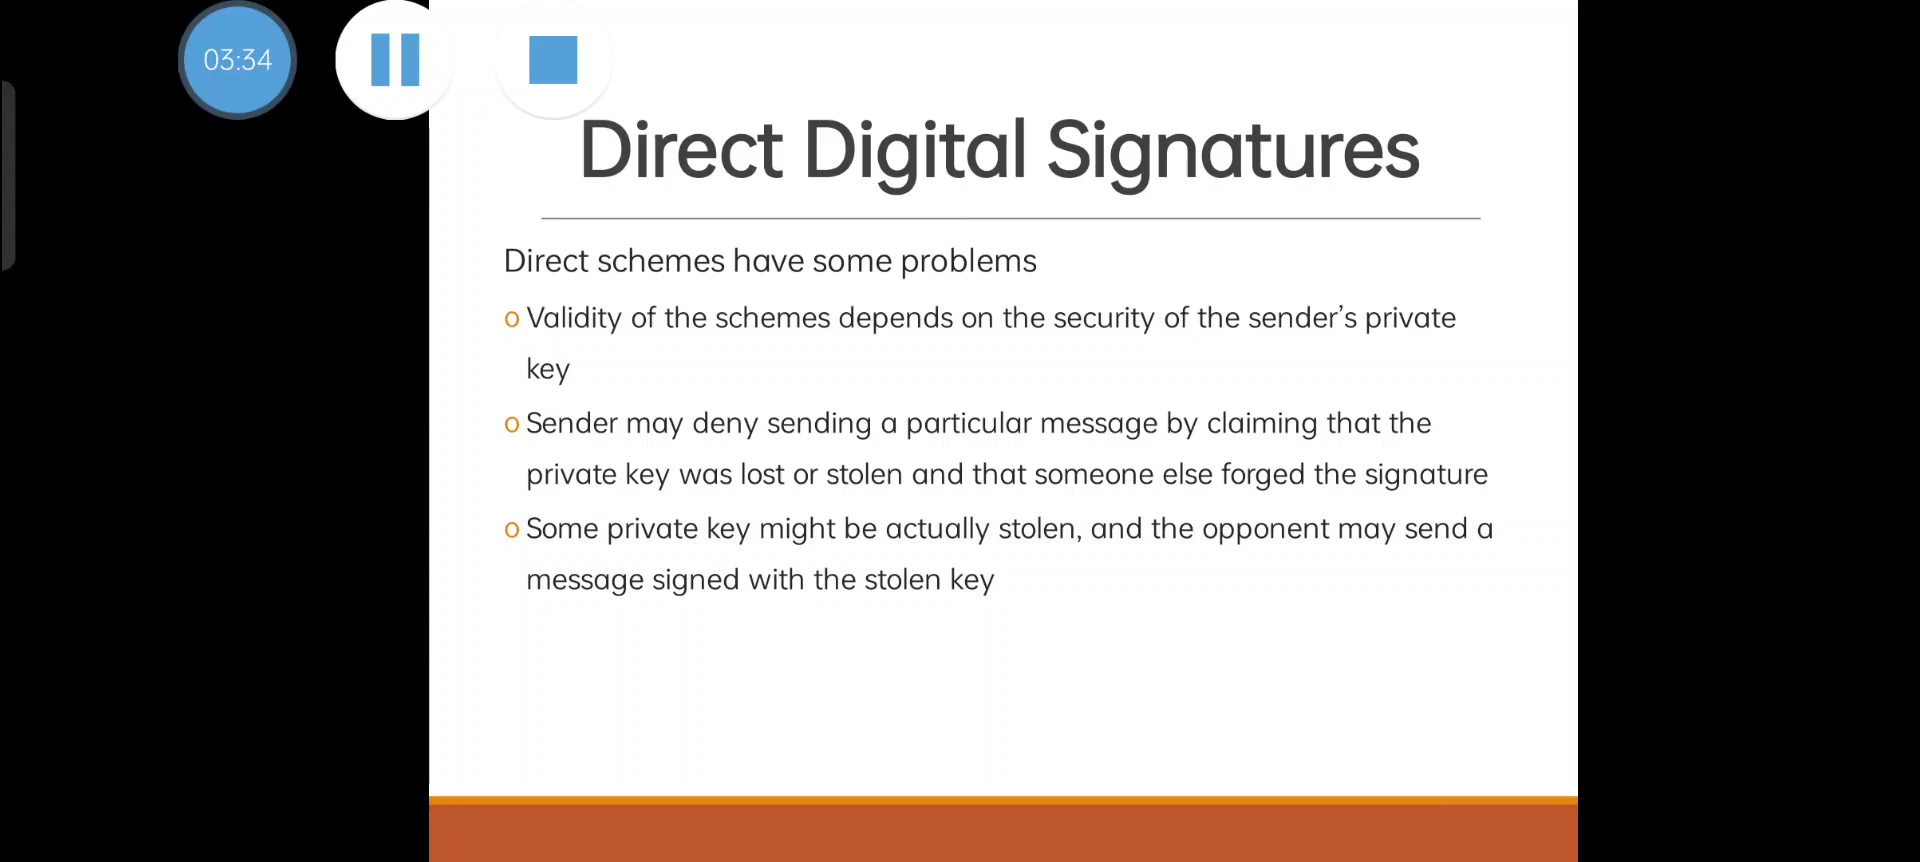 03:34
Direct Digital Signatures
Direct schemes have some problems
o Validity of the schemes depends on the security of the sender’s private
key
o Sender may deny sending a particular message by claiming that the
private key was lost or stolen and that someone else forged the signature
o Some private key might be actually stolen, and the opponent may send a
message signed with the stolen key